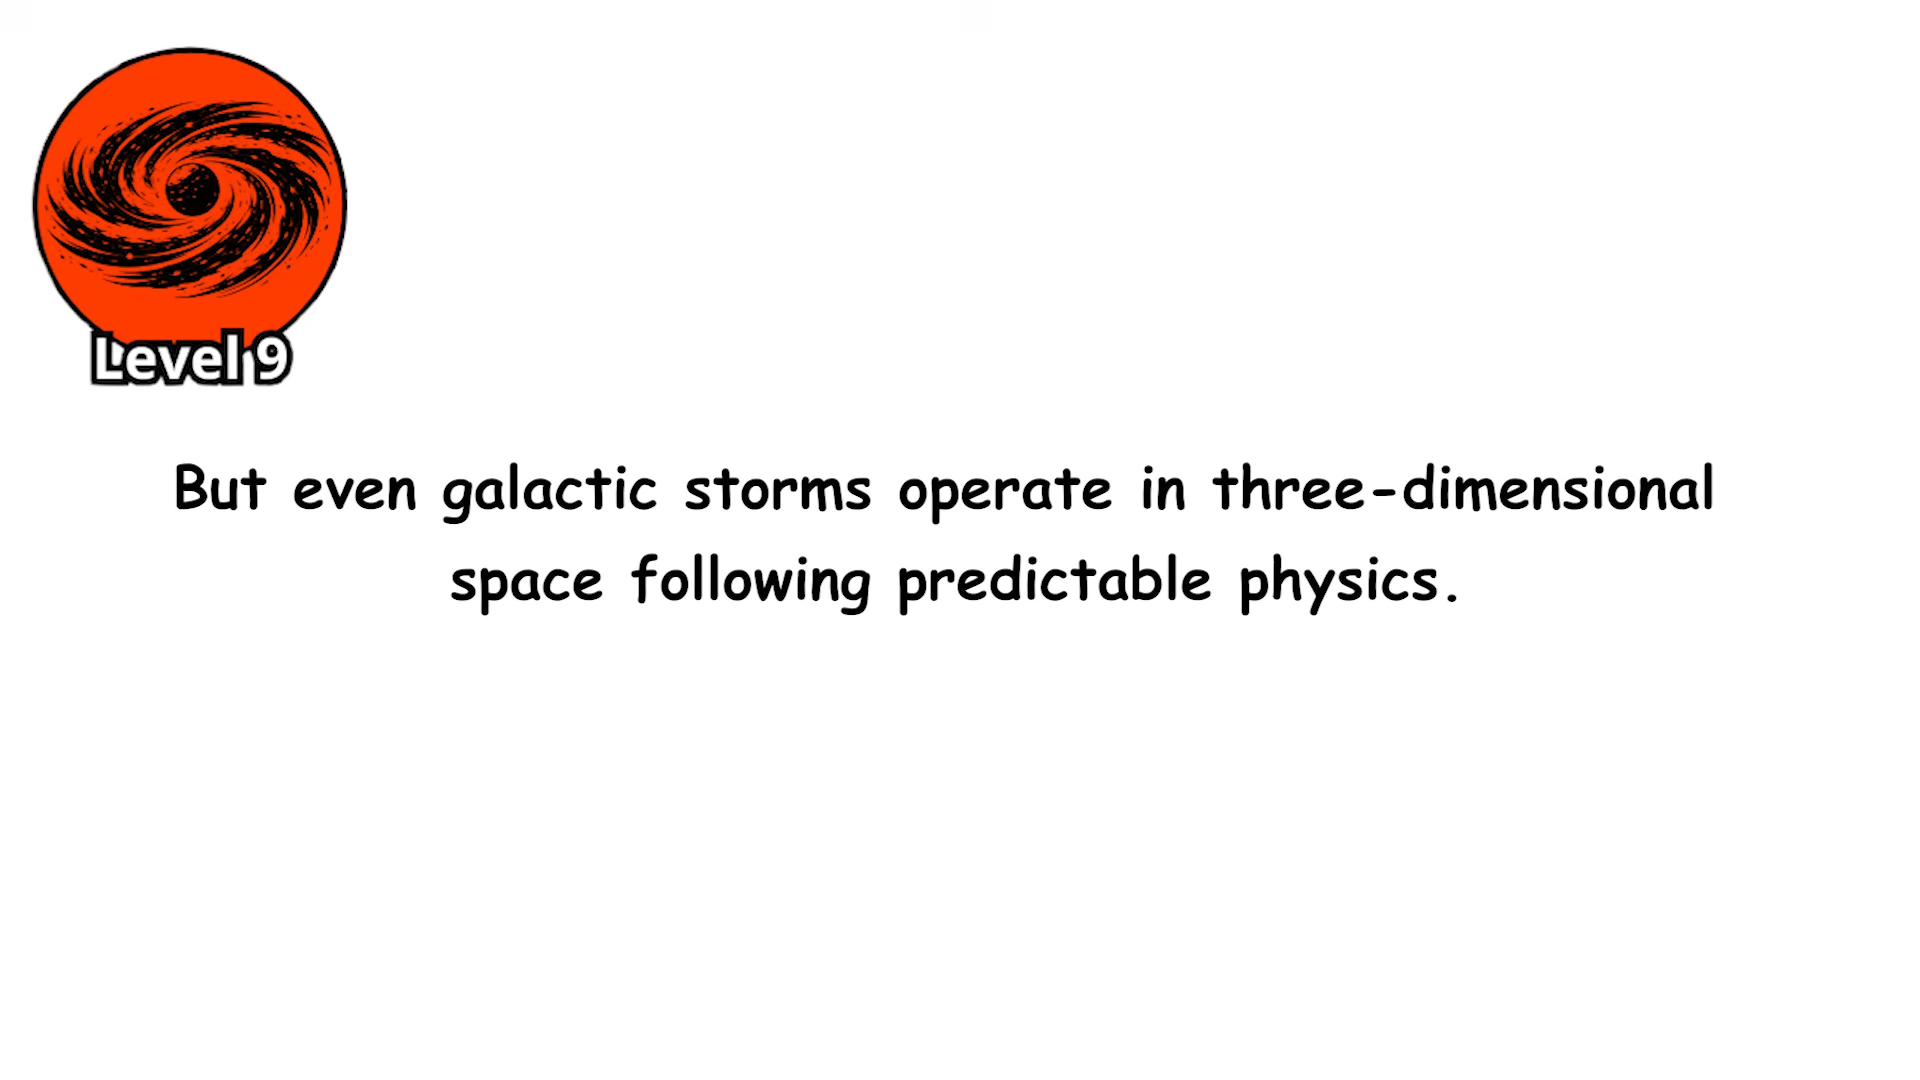 Level 9
But even galactic storms operate in three-dimensional
space following predictable physics.